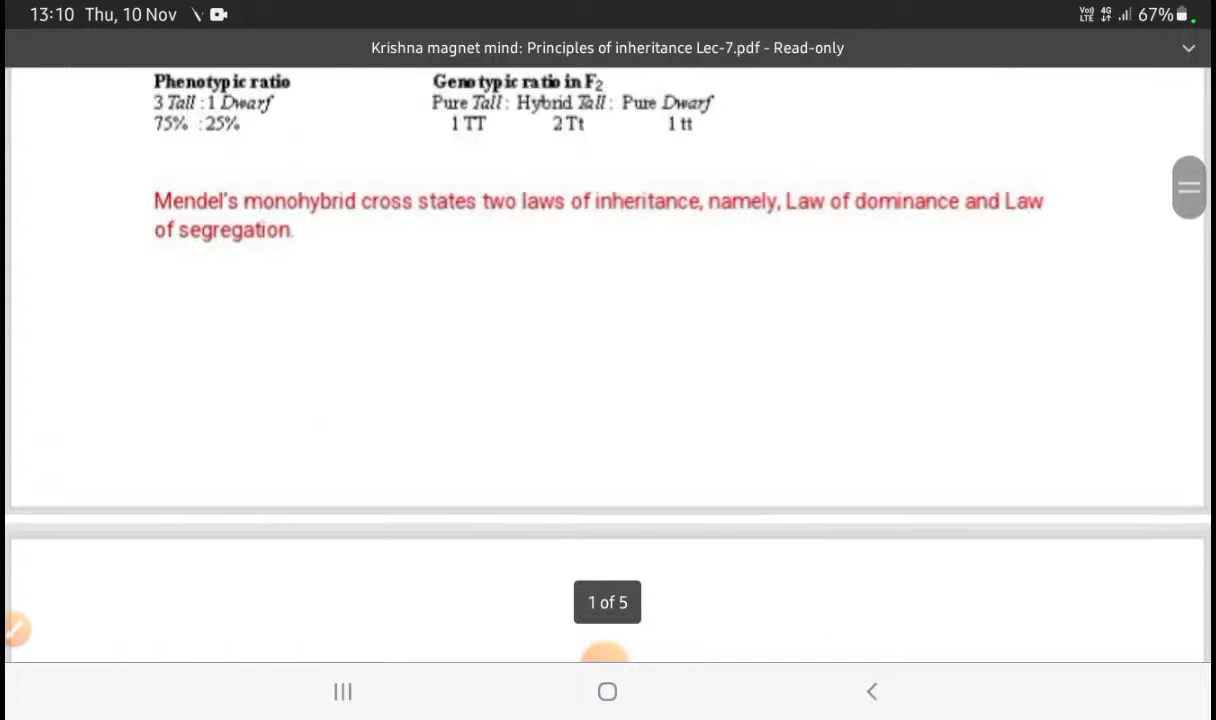 13:10 Thu, 10 Nov
Vo)) 4G
LTE
67%
Krishna magnet mind: Principles of inheritance Lec-7.pdf - Read-only
Phenotypic ratio
3 Tall : 1 Dwarf
75% : 25%
Genotypic ratio in F2
Pure Tall : Hybrid Tall : Pure Dwarf
1 TT 2 Tt 1 tt
Mendel's monohybrid cross states two laws of inheritance, namely, Law of dominance and Law
of segregation.
1 of 5